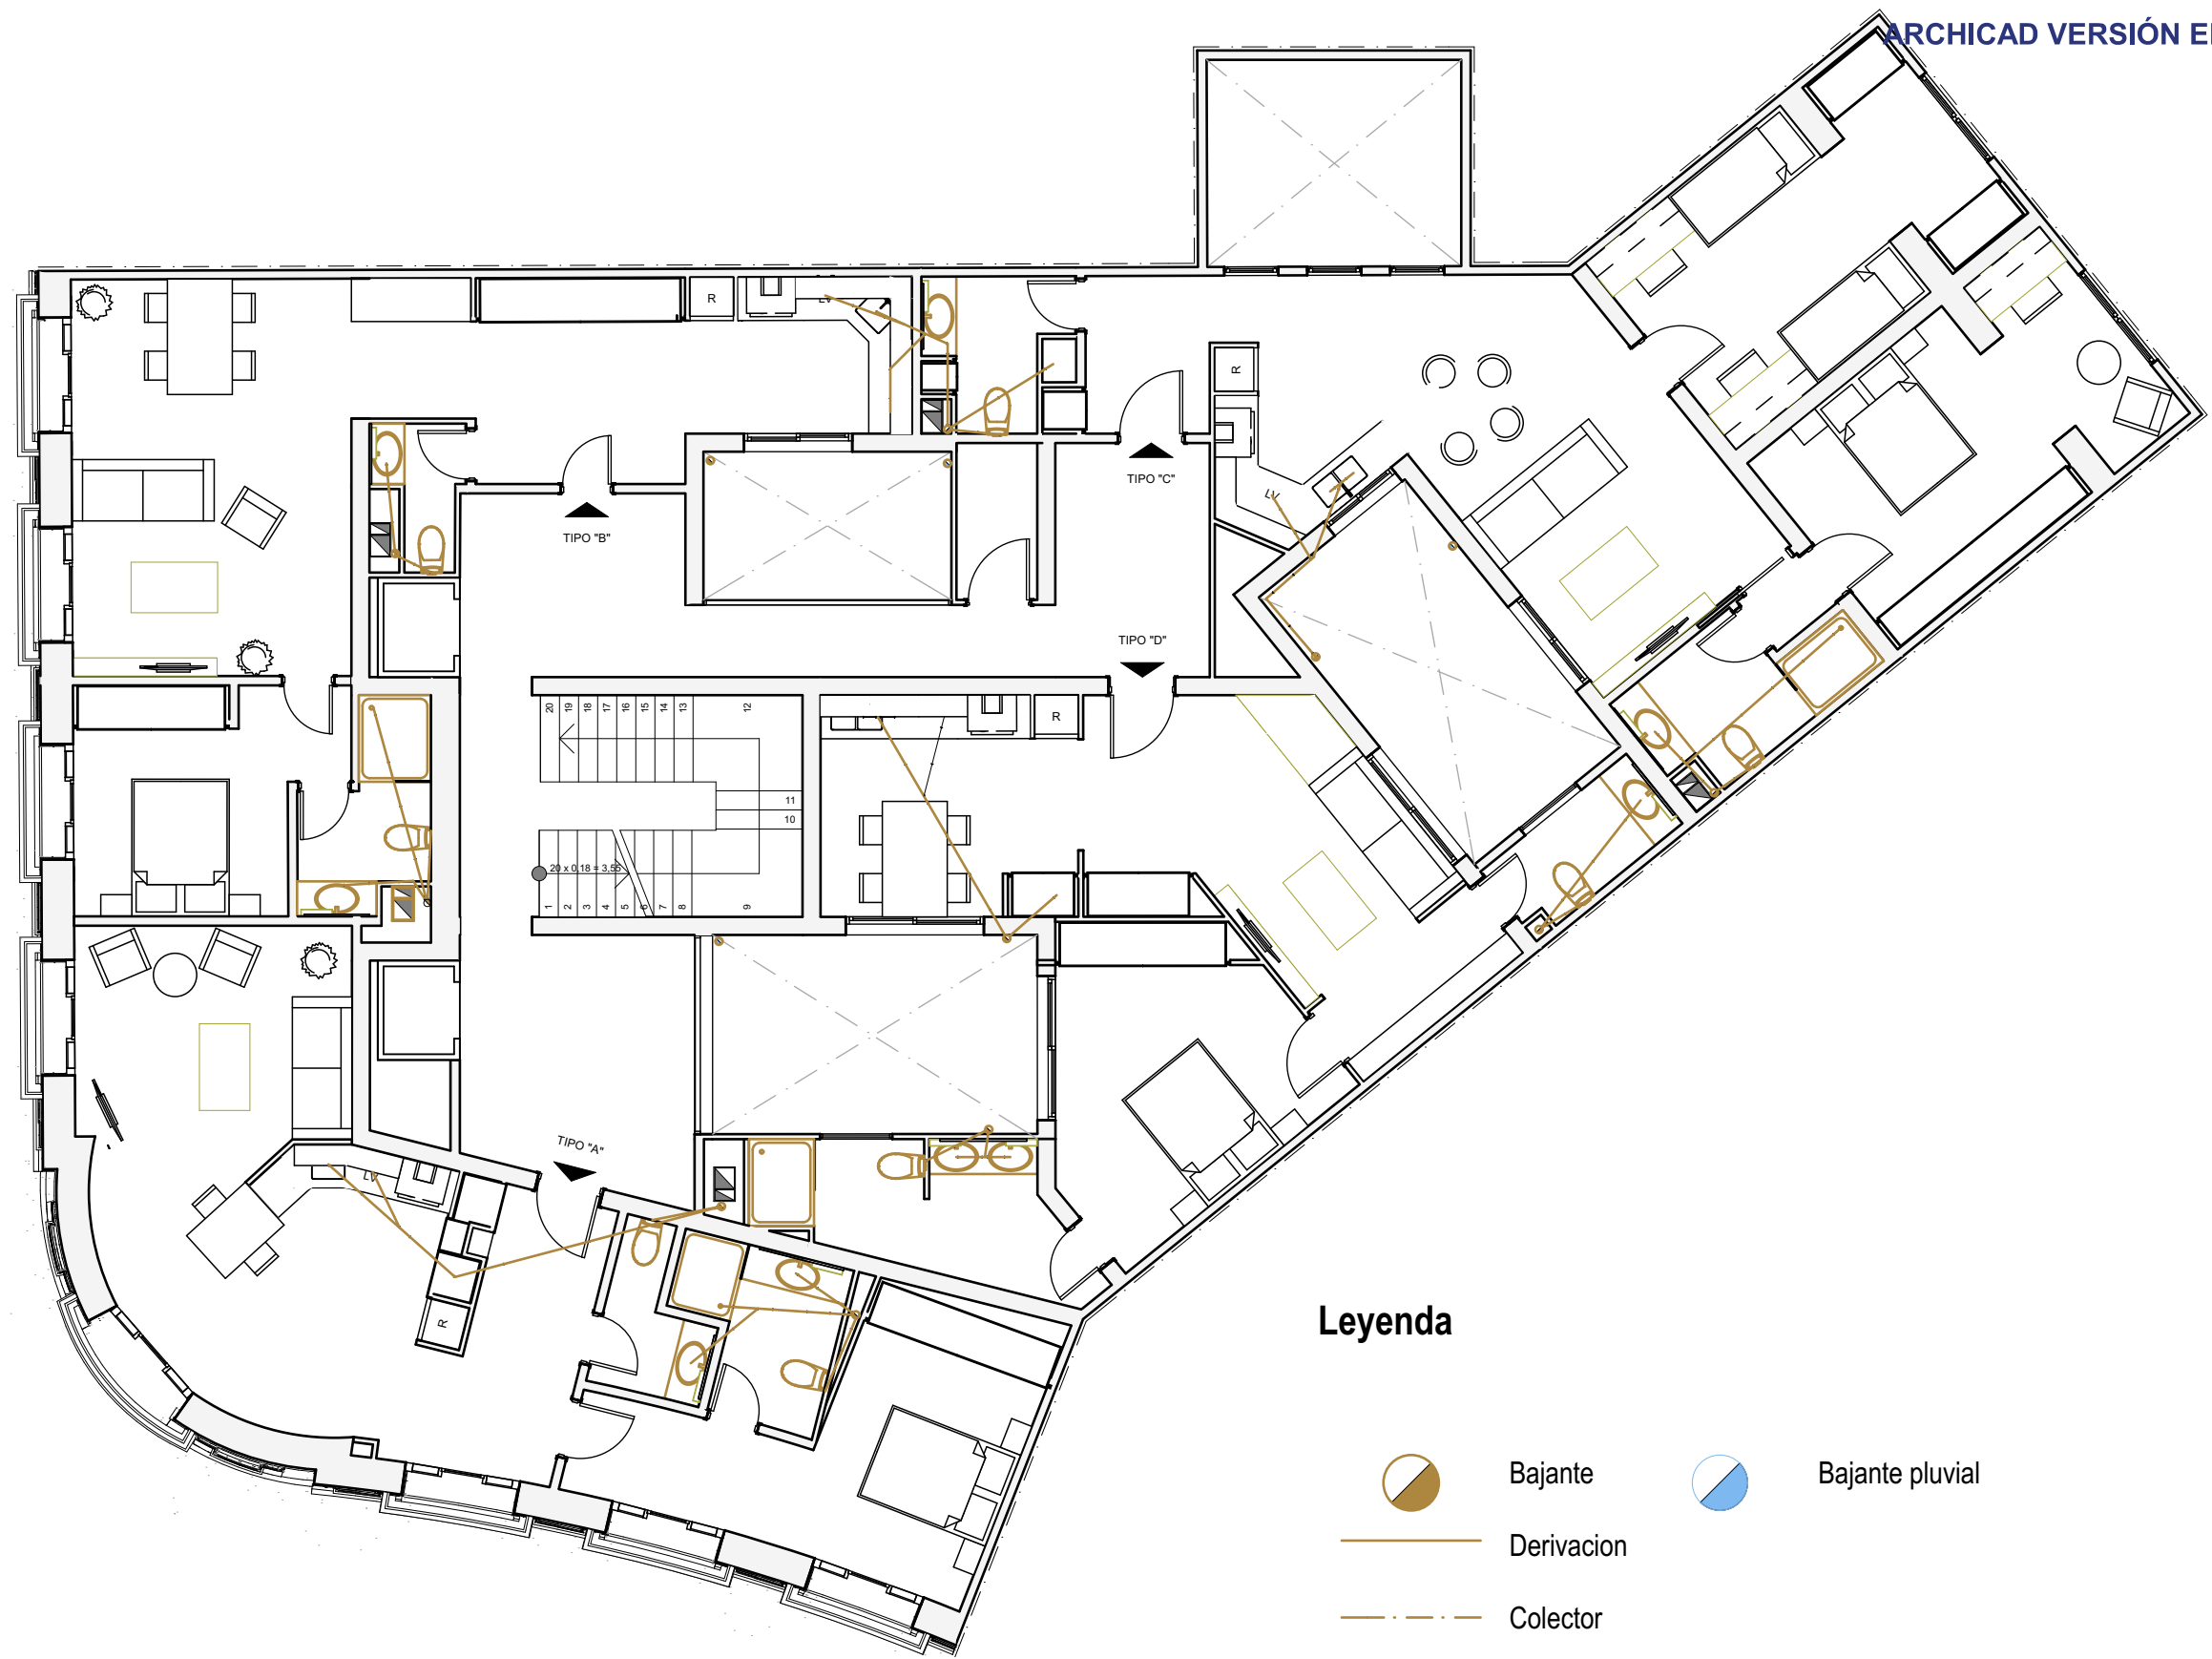 ARCHICAD VERSIÓN E
R
LV
TIPO "B"
TIPO "C"
R
LV
TIPO "D"
20 19 18 17 16 15 14 13 12
11
10
20 x 0,18 = 3,55
1 2 3 4 5 6 7 8 9
R
TIPO "A"
LV
R
Leyenda
Bajante
Bajante pluvial
Derivacion
Colector